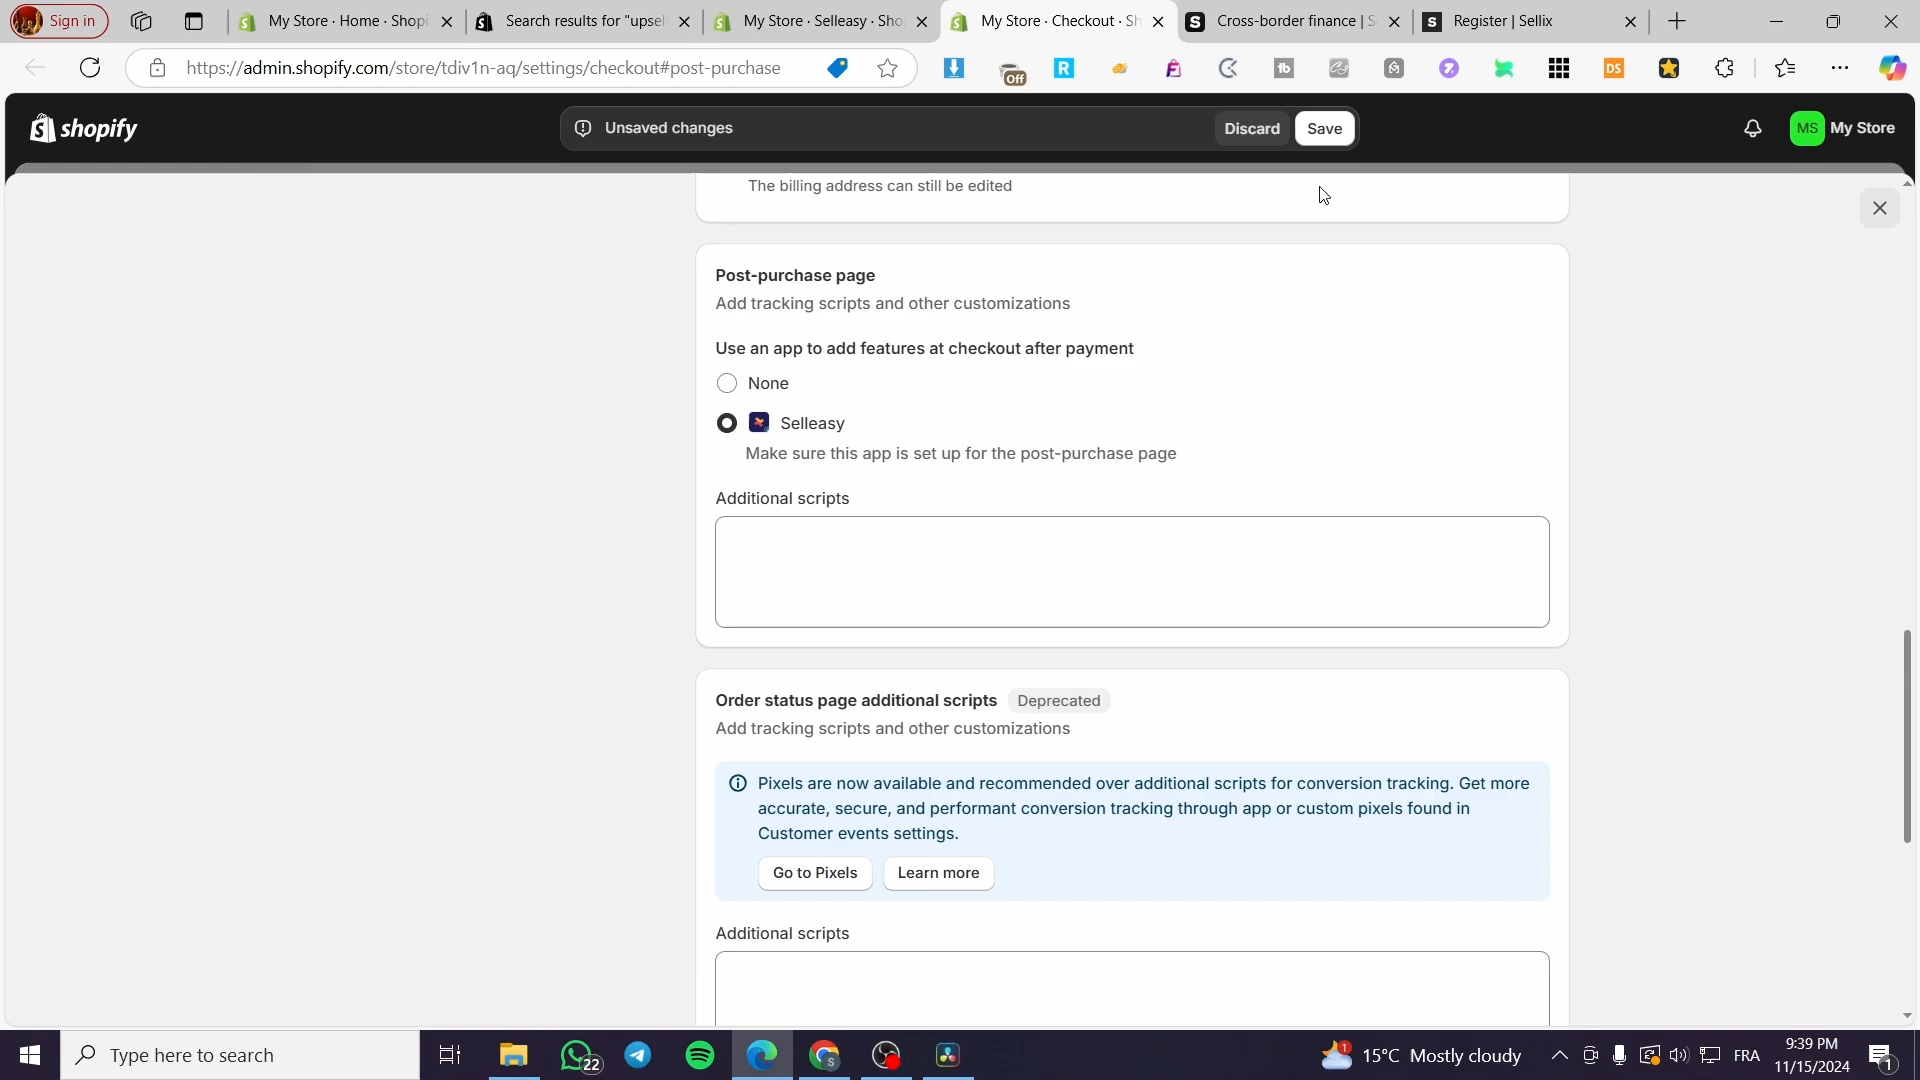 Sign in
My Store · Home · Shopi
Search results for "upsell
My Store · Selleasy · Sho
My Store · Checkout · Sh
Cross-border finance | S
Register | Sellix
https://admin.shopify.com/store/tdiv1n-aq/settings/checkout#post-purchase
Off
R
tb
DS
shopify
Unsaved changes
Discard
Save
MS
My Store
The billing address can still be edited
Post-purchase page
Add tracking scripts and other customizations
Use an app to add features at checkout after payment
None
Selleasy
Make sure this app is set up for the post-purchase page
Additional scripts
Order status page additional scripts
Deprecated
Add tracking scripts and other customizations
Pixels are now available and recommended over additional scripts for conversion tracking. Get more
accurate, secure, and performant conversion tracking through app or custom pixels found in
Customer events settings.
Go to Pixels
Learn more
Additional scripts
Type here to search
22
1
15°C Mostly cloudy
FRA
9:39 PM
11/15/2024
1